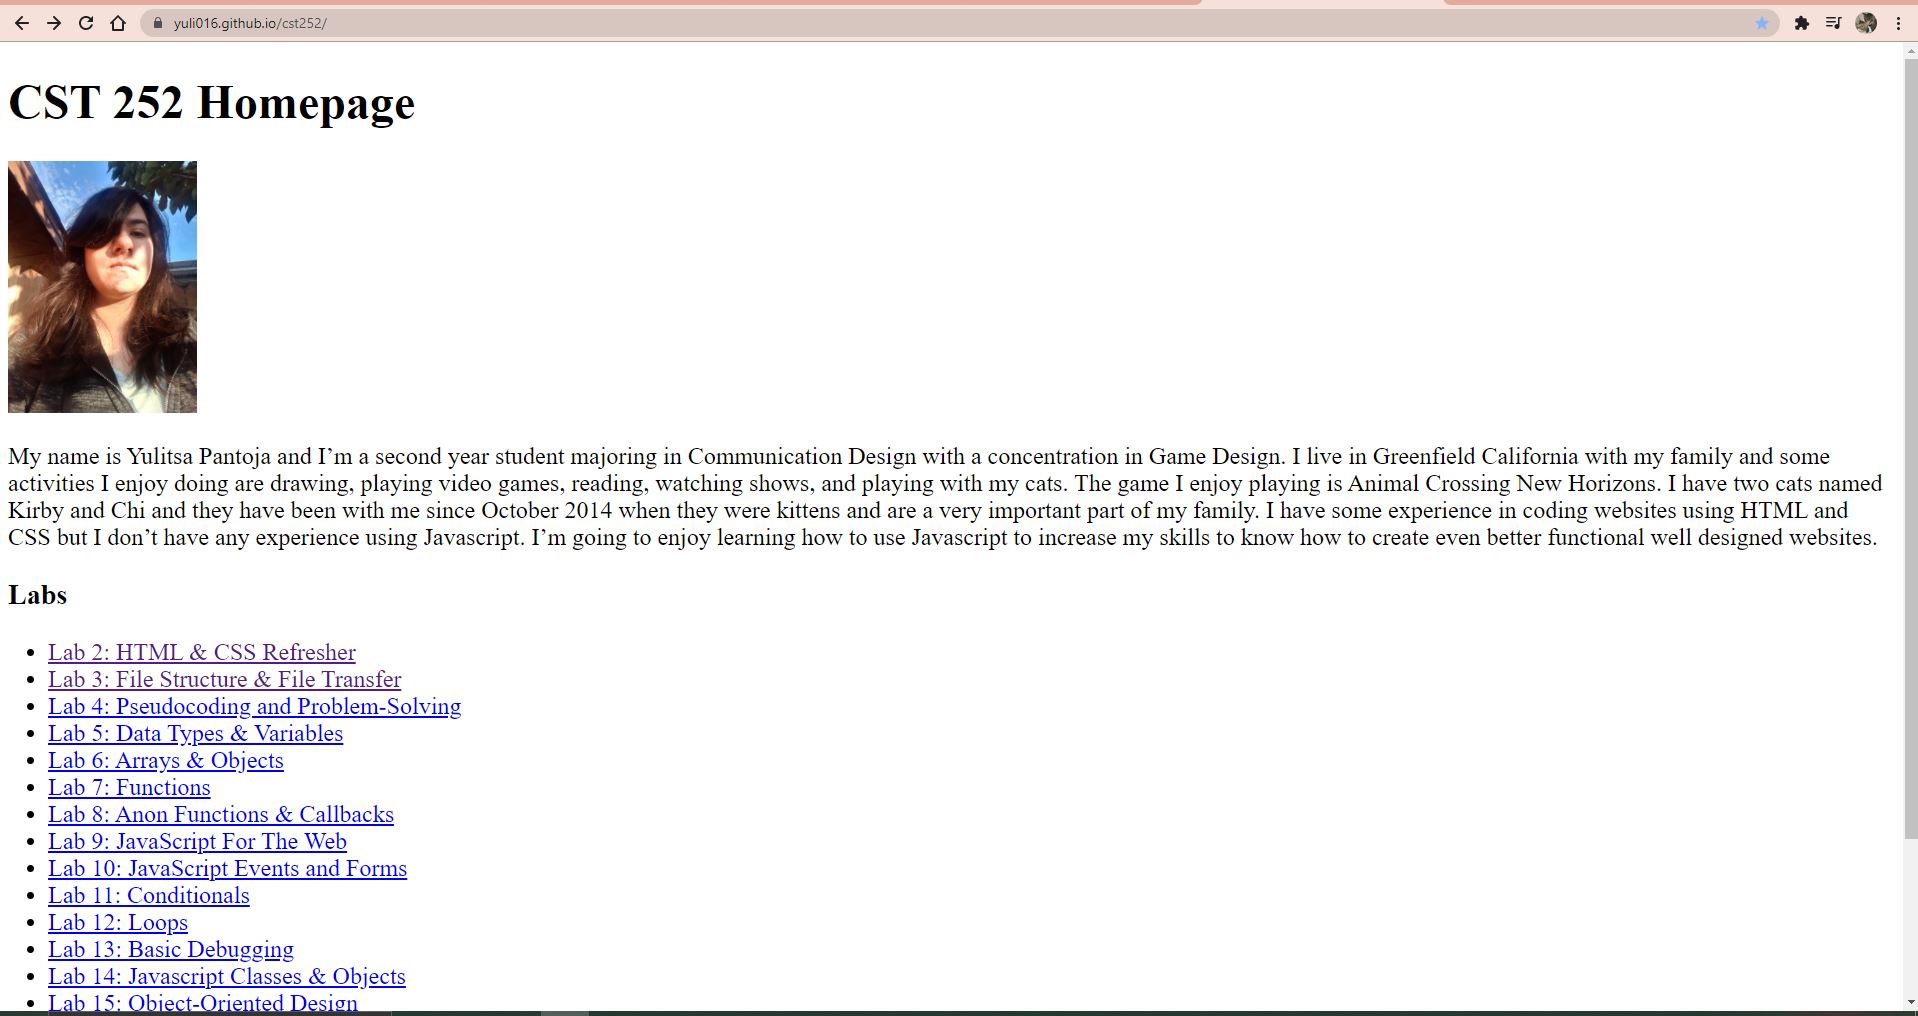 yuli016.github.io/cst252/
CST 252 Homepage
My name is Yulitsa Pantoja and I’m a second year student majoring in Communication Design with a concentration in Game Design. I live in Greenfield California with my family and some
activities I enjoy doing are drawing, playing video games, reading, watching shows, and playing with my cats. The game I enjoy playing is Animal Crossing New Horizons. I have two cats named
Kirby and Chi and they have been with me since October 2014 when they were kittens and are a very important part of my family. I have some experience in coding websites using HTML and
CSS but I don’t have any experience using Javascript. I’m going to enjoy learning how to use Javascript to increase my skills to know how to create even better functional well designed websites.
Labs
Lab 2: HTML & CSS Refresher
Lab 3: File Structure & File Transfer
Lab 4: Pseudocoding and Problem-Solving
Lab 5: Data Types & Variables
Lab 6: Arrays & Objects
Lab 7: Functions
Lab 8: Anon Functions & Callbacks
Lab 9: JavaScript For The Web
Lab 10: JavaScript Events and Forms
Lab 11: Conditionals
Lab 12: Loops
Lab 13: Basic Debugging
Lab 14: Javascript Classes & Objects
Lab 15: Object-Oriented Design